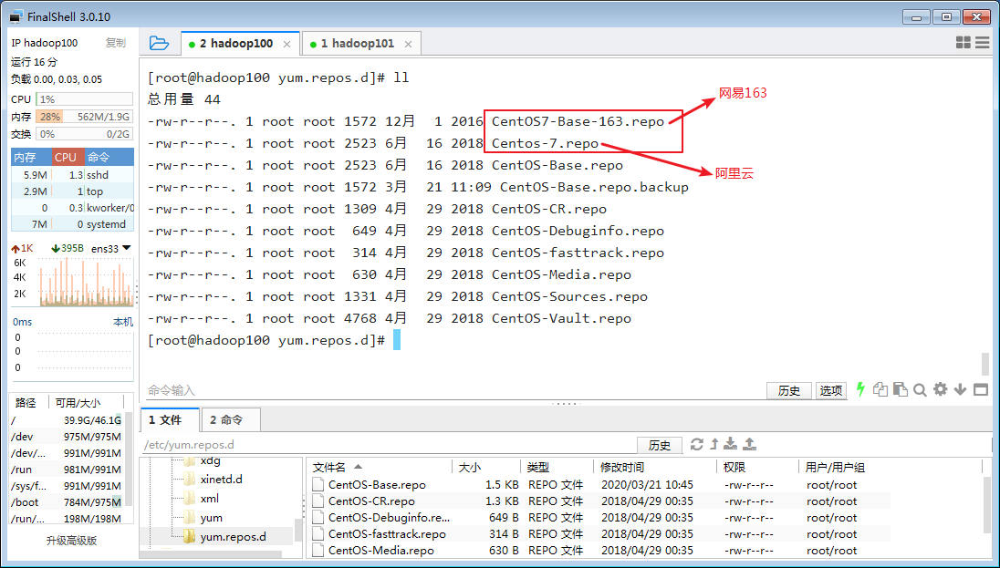 FinalShell 3.0.10
IP hadoop100 复制
运行 16 分
负载 0.00, 0.03, 0.05
CPU 1%
内存 28% 562M/1.9G
交换 0% 0/2G
内存 CPU 命令
5.9M 1.3 sshd
2.9M 1 top
0 0.3 kworker/0
7M 0 systemd
1K 395B ens33
6K
4K
2K
0ms 本机
0
0
0
路径 可用/大小
/ 39.9G/46.1G
/dev 975M/975M
/dev/... 991M/991M
/run 981M/991M
/sys/f... 991M/991M
/boot 784M/975M
/run/... 198M/198M
升级高级版
2 hadoop100 1 hadoop101
[root@hadoop100 yum.repos.d]# ll
总用量 44
-rw-r--r--. 1 root root 1572 12月 1 2016 CentOS7-Base-163.repo
-rw-r--r--. 1 root root 2523 6月 16 2018 Centos-7.repo
-rw-r--r--. 1 root root 2523 6月 16 2018 CentOS-Base.repo
-rw-r--r--. 1 root root 1572 3月 21 11:09 CentOS-Base.repo.backup
-rw-r--r--. 1 root root 1309 4月 29 2018 CentOS-CR.repo
-rw-r--r--. 1 root root 649 4月 29 2018 CentOS-Debuginfo.repo
-rw-r--r--. 1 root root 314 4月 29 2018 CentOS-fasttrack.repo
-rw-r--r--. 1 root root 630 4月 29 2018 CentOS-Media.repo
-rw-r--r--. 1 root root 1331 4月 29 2018 CentOS-Sources.repo
-rw-r--r--. 1 root root 4768 4月 29 2018 CentOS-Vault.repo
[root@hadoop100 yum.repos.d]#
网易163
阿里云
命令输入 历史 选项
1 文件 2 命令
/etc/yum.repos.d 历史
xdg
xinetd.d
xml
yum
yum.repos.d
文件名 大小 类型 修改时间 权限 用户/用户组
CentOS-Base.repo 1.5 KB REPO 文件 2020/03/21 10:45 -rw-r--r-- root/root
CentOS-CR.repo 1.3 KB REPO 文件 2018/04/29 00:35 -rw-r--r-- root/root
CentOS-Debuginfo.re... 649 B REPO 文件 2018/04/29 00:35 -rw-r--r-- root/root
CentOS-fasttrack.repo 314 B REPO 文件 2018/04/29 00:35 -rw-r--r-- root/root
CentOS-Media.repo 630 B REPO 文件 2018/04/29 00:35 -rw-r--r-- root/root